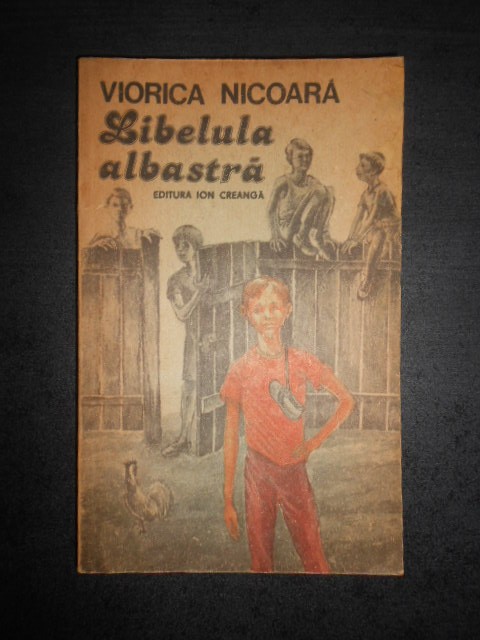 VIORICA NICOARĂ
Libelula
albastră
EDITURA ION CREANGĂ